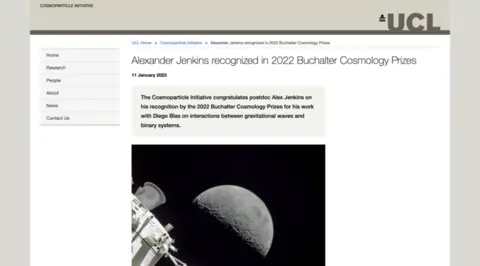 COSMOPARTICLE INITIATIVE
UCL
UCL Home » Cosmoparticle Initiative » Alexander Jenkins recognized in 2022 Buchalter Cosmology Prizes
Home
Research
People
About
News
Contact Us
Alexander Jenkins recognized in 2022 Buchalter Cosmology Prizes
11 January 2023
The Cosmoparticle Initiative congratulates postdoc Alex Jenkins on
his recognition by the 2022 Buchalter Cosmology Prizes for his work
with Diego Blas on interactions between gravitational waves and
binary systems.